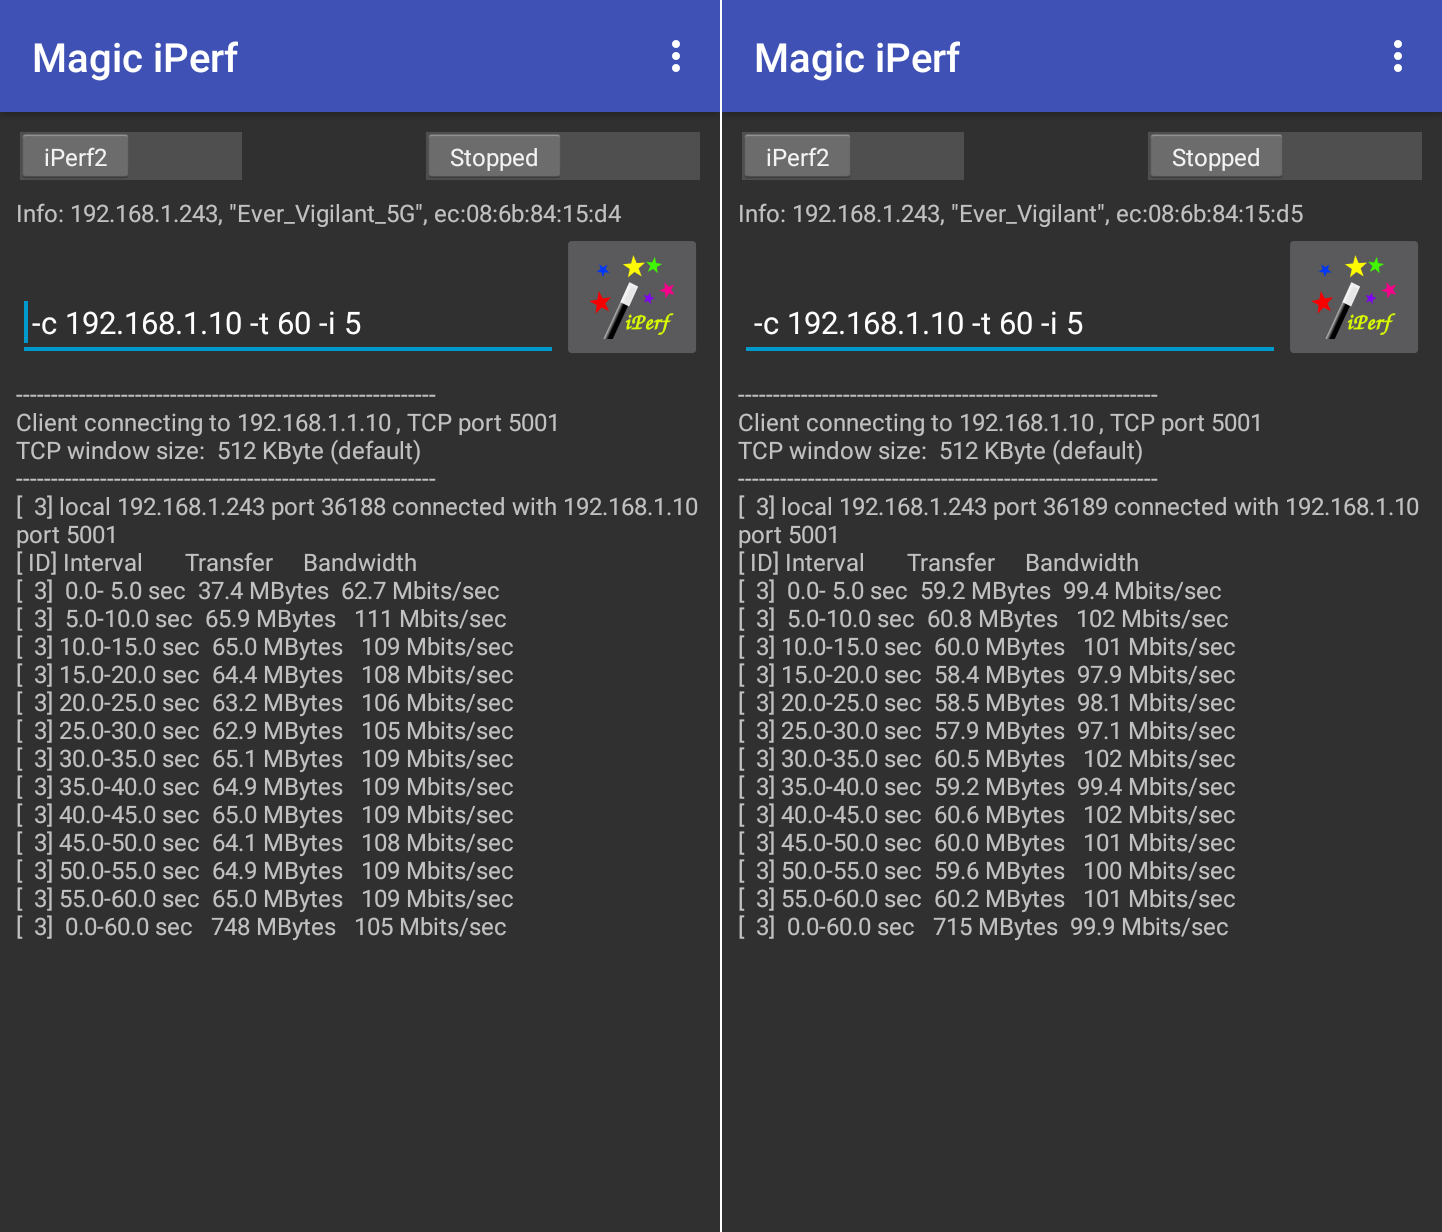 Magic iPerf
iPerf2 Stopped
Info: 192.168.1.243, "Ever_Vigilant_5G", ec:08:6b:84:15:d4
iPerf
-c 192.168.1.10 -t 60 -i 5
------------------------------------------------------------
Client connecting to 192.168.1.1.10 , TCP port 5001
TCP window size:  512 KByte (default)
------------------------------------------------------------
[  3] local 192.168.1.243 port 36188 connected with 192.168.1.10
port 5001
[ ID] Interval       Transfer     Bandwidth
[  3]  0.0- 5.0 sec  37.4 MBytes  62.7 Mbits/sec
[  3]  5.0-10.0 sec  65.9 MBytes   111 Mbits/sec
[  3] 10.0-15.0 sec  65.0 MBytes   109 Mbits/sec
[  3] 15.0-20.0 sec  64.4 MBytes   108 Mbits/sec
[  3] 20.0-25.0 sec  63.2 MBytes   106 Mbits/sec
[  3] 25.0-30.0 sec  62.9 MBytes   105 Mbits/sec
[  3] 30.0-35.0 sec  65.1 MBytes   109 Mbits/sec
[  3] 35.0-40.0 sec  64.9 MBytes   109 Mbits/sec
[  3] 40.0-45.0 sec  65.0 MBytes   109 Mbits/sec
[  3] 45.0-50.0 sec  64.1 MBytes   108 Mbits/sec
[  3] 50.0-55.0 sec  64.9 MBytes   109 Mbits/sec
[  3] 55.0-60.0 sec  65.0 MBytes   109 Mbits/sec
[  3]  0.0-60.0 sec   748 MBytes   105 Mbits/sec
Magic iPerf
iPerf2 Stopped
Info: 192.168.1.243, "Ever_Vigilant", ec:08:6b:84:15:d5
iPerf
-c 192.168.1.10 -t 60 -i 5
------------------------------------------------------------
Client connecting to 192.168.1.10 , TCP port 5001
TCP window size:  512 KByte (default)
------------------------------------------------------------
[  3] local 192.168.1.243 port 36189 connected with 192.168.1.10
port 5001
[ ID] Interval       Transfer     Bandwidth
[  3]  0.0- 5.0 sec  59.2 MBytes  99.4 Mbits/sec
[  3]  5.0-10.0 sec  60.8 MBytes   102 Mbits/sec
[  3] 10.0-15.0 sec  60.0 MBytes   101 Mbits/sec
[  3] 15.0-20.0 sec  58.4 MBytes  97.9 Mbits/sec
[  3] 20.0-25.0 sec  58.5 MBytes  98.1 Mbits/sec
[  3] 25.0-30.0 sec  57.9 MBytes  97.1 Mbits/sec
[  3] 30.0-35.0 sec  60.5 MBytes   102 Mbits/sec
[  3] 35.0-40.0 sec  59.2 MBytes  99.4 Mbits/sec
[  3] 40.0-45.0 sec  60.6 MBytes   102 Mbits/sec
[  3] 45.0-50.0 sec  60.0 MBytes   101 Mbits/sec
[  3] 50.0-55.0 sec  59.6 MBytes   100 Mbits/sec
[  3] 55.0-60.0 sec  60.2 MBytes   101 Mbits/sec
[  3]  0.0-60.0 sec   715 MBytes  99.9 Mbits/sec